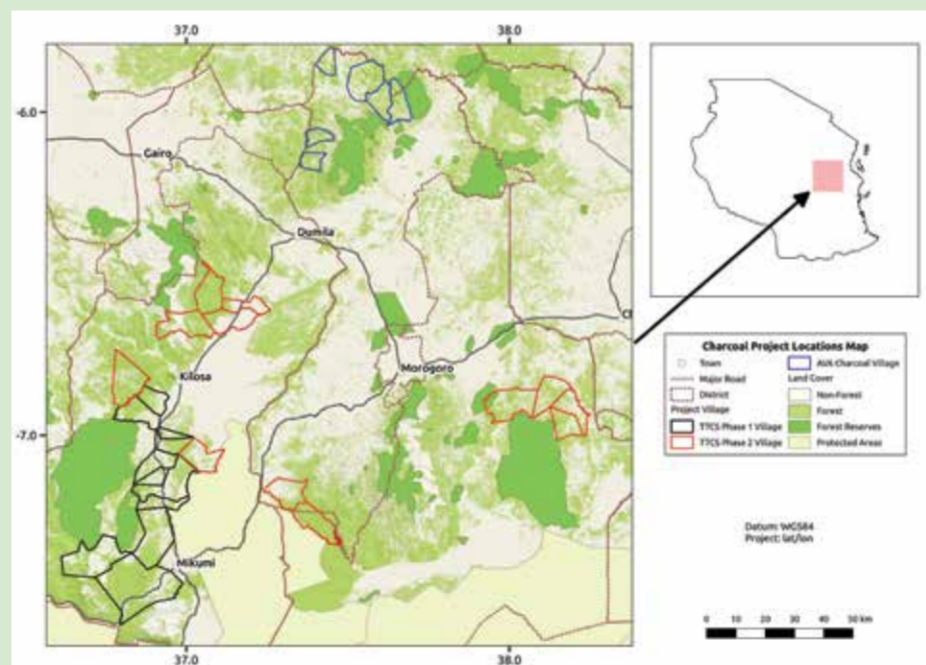 37.0
38.0
-6.0
Gairo
Dumila
Kilosa
Morogoro
-7.0
Mikumi
37.0
38.0
Charcoal Project Locations Map
Town
Major Road
District
Project Village
TTCS Phase 1 Village
TTCS Phase 2 Village
AVA Charcoal Village
Land Cover
Non-Forest
Forest
Forest Reserves
Protected Areas
Datum: WGS84
Project: lat/lon
0 10 20 30 40 50 km